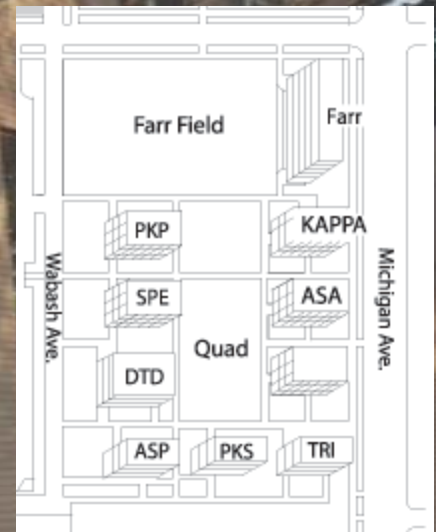 Farr Field
Farr
PKP
KAPPA
Wabash Ave.
SPE
ASA
Michigan Ave.
Quad
DTD
ASP
PKS
TRI